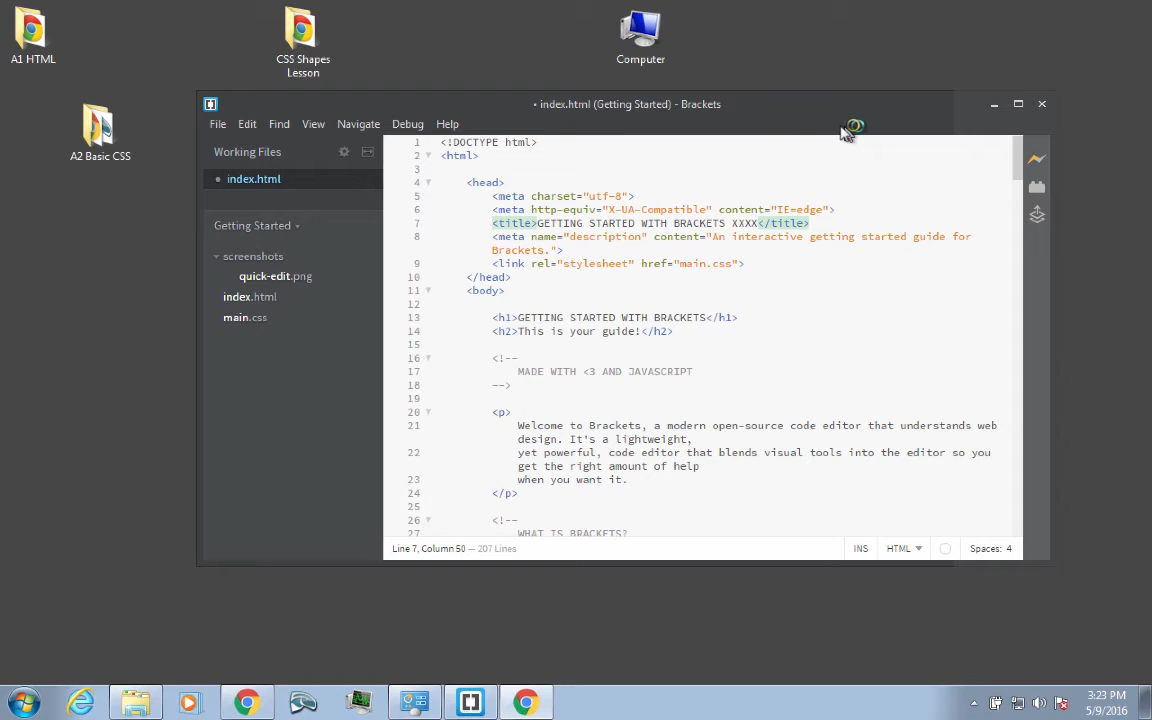 A1 HTML
CSS Shapes
Lesson
Computer
A2 Basic CSS
• index.html (Getting Started) - Brackets
File Edit Find View Navigate Debug Help
Working Files
• index.html
Getting Started
screenshots
quick-edit.png
index.html
main.css
1 <!DOCTYPE html>
2 <html>
3
4 <head>
5 <meta charset="utf-8">
6 <meta http-equiv="X-UA-Compatible" content="IE=edge">
7 <title>GETTING STARTED WITH BRACKETS XXXX</title>
8 <meta name="description" content="An interactive getting started guide for
Brackets.">
9 <link rel="stylesheet" href="main.css">
10 </head>
11 <body>
12
13 <h1>GETTING STARTED WITH BRACKETS</h1>
14 <h2>This is your guide!</h2>
15
16 <!--
17 MADE WITH <3 AND JAVASCRIPT
18 -->
19
20 <p>
21 Welcome to Brackets, a modern open-source code editor that understands web
design. It's a lightweight,
22 yet powerful, code editor that blends visual tools into the editor so you
get the right amount of help
23 when you want it.
24 </p>
25
26 <!--
27 WHAT IS BRACKETS?
Line 7, Column 50 — 207 Lines
INS HTML Spaces: 4
3:23 PM
5/9/2016